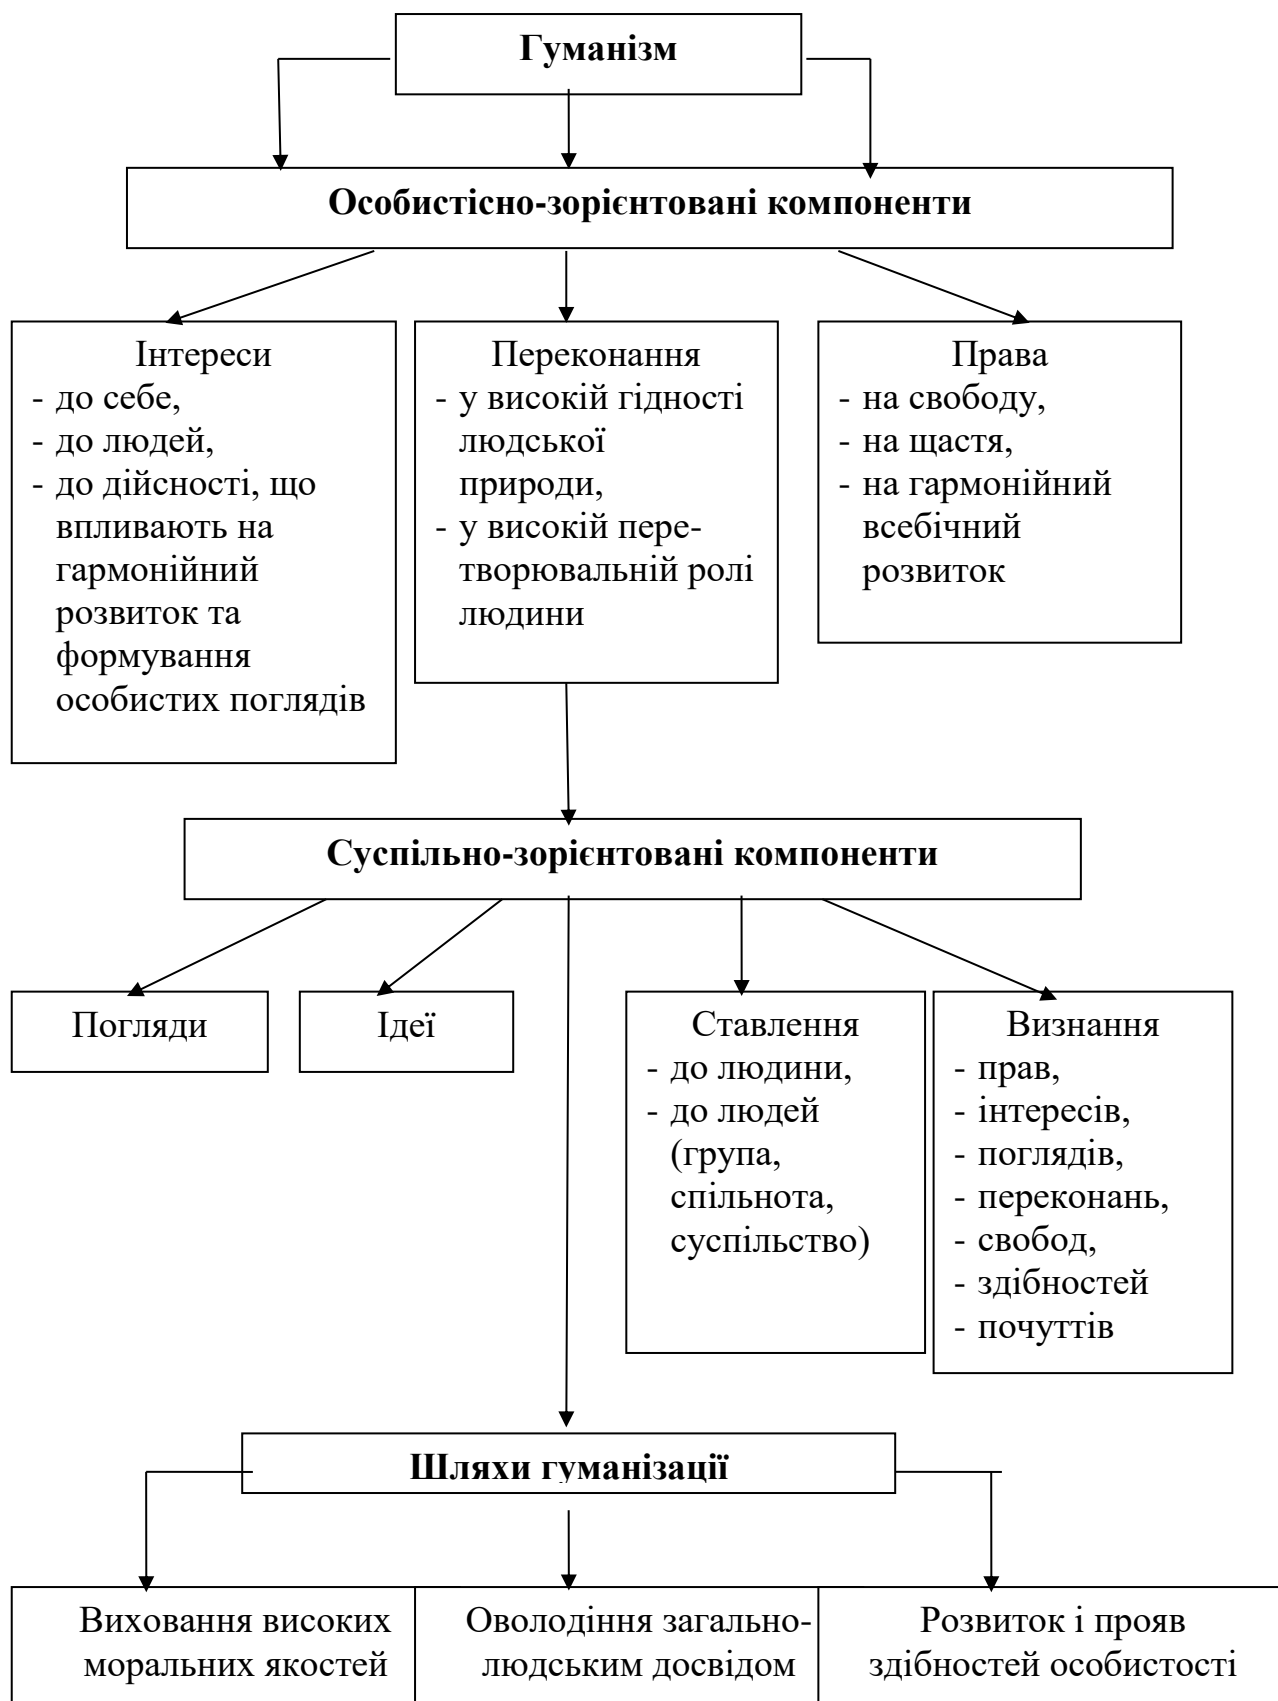 Гуманізм
Особистісно-зорієнтовані компоненти
Інтереси
- до себе,
- до людей,
- до дійсності, що
впливають на
гармонійний
розвиток та
формування
особистих поглядів
Переконання
- у високій гідності
людської
природи,
- у високій пере-
творювальній ролі
людини
Права
- на свободу,
- на щастя,
- на гармонійний
всебічний
розвиток
Суспільно-зорієнтовані компоненти
Погляди
Ідеї
Ставлення
- до людини,
- до людей
(група,
спільнота,
суспільство)
Визнання
- прав,
- інтересів,
- поглядів,
- переконань,
- свобод,
- здібностей
- почуттів
Шляхи гуманізації
Виховання високих
моральних якостей
Оволодіння загально-
людським досвідом
Розвиток і прояв
здібностей особистості